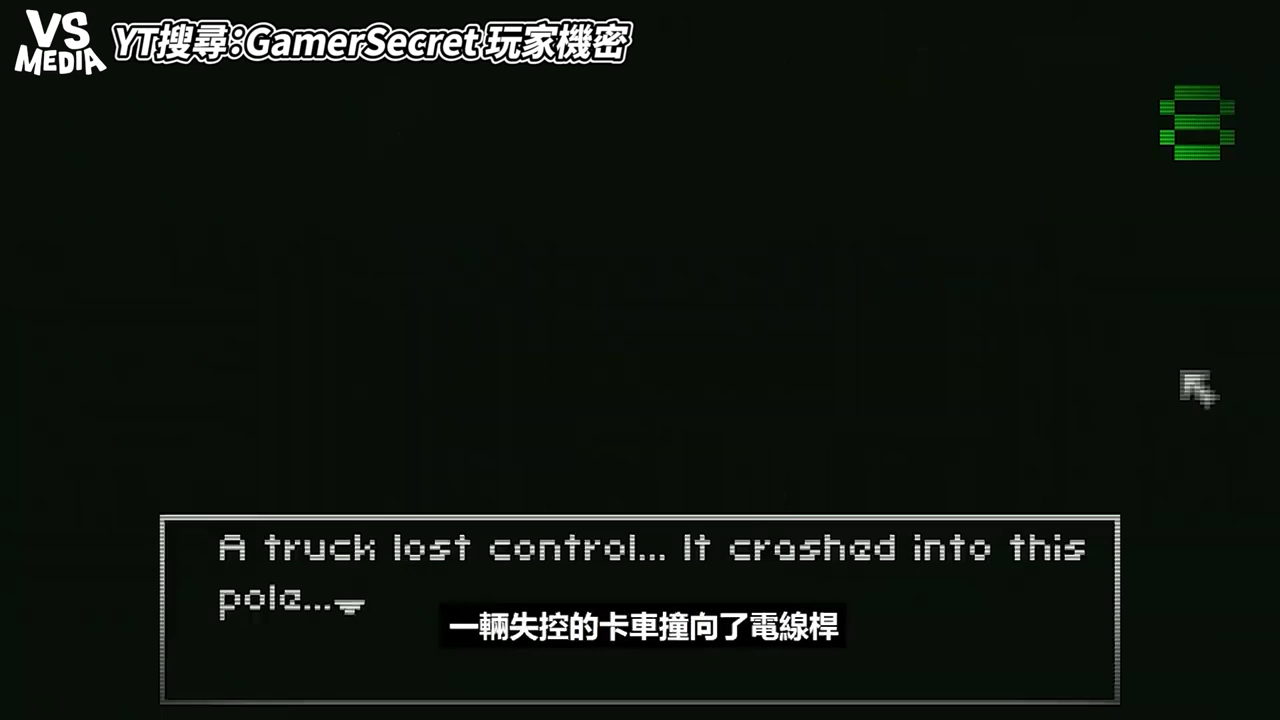 VS
MEDIA
YT搜尋:GamerSecret 玩家機密
A truck lost control... It crashed into this
pole...
一輛失控的卡車撞向了電線桿